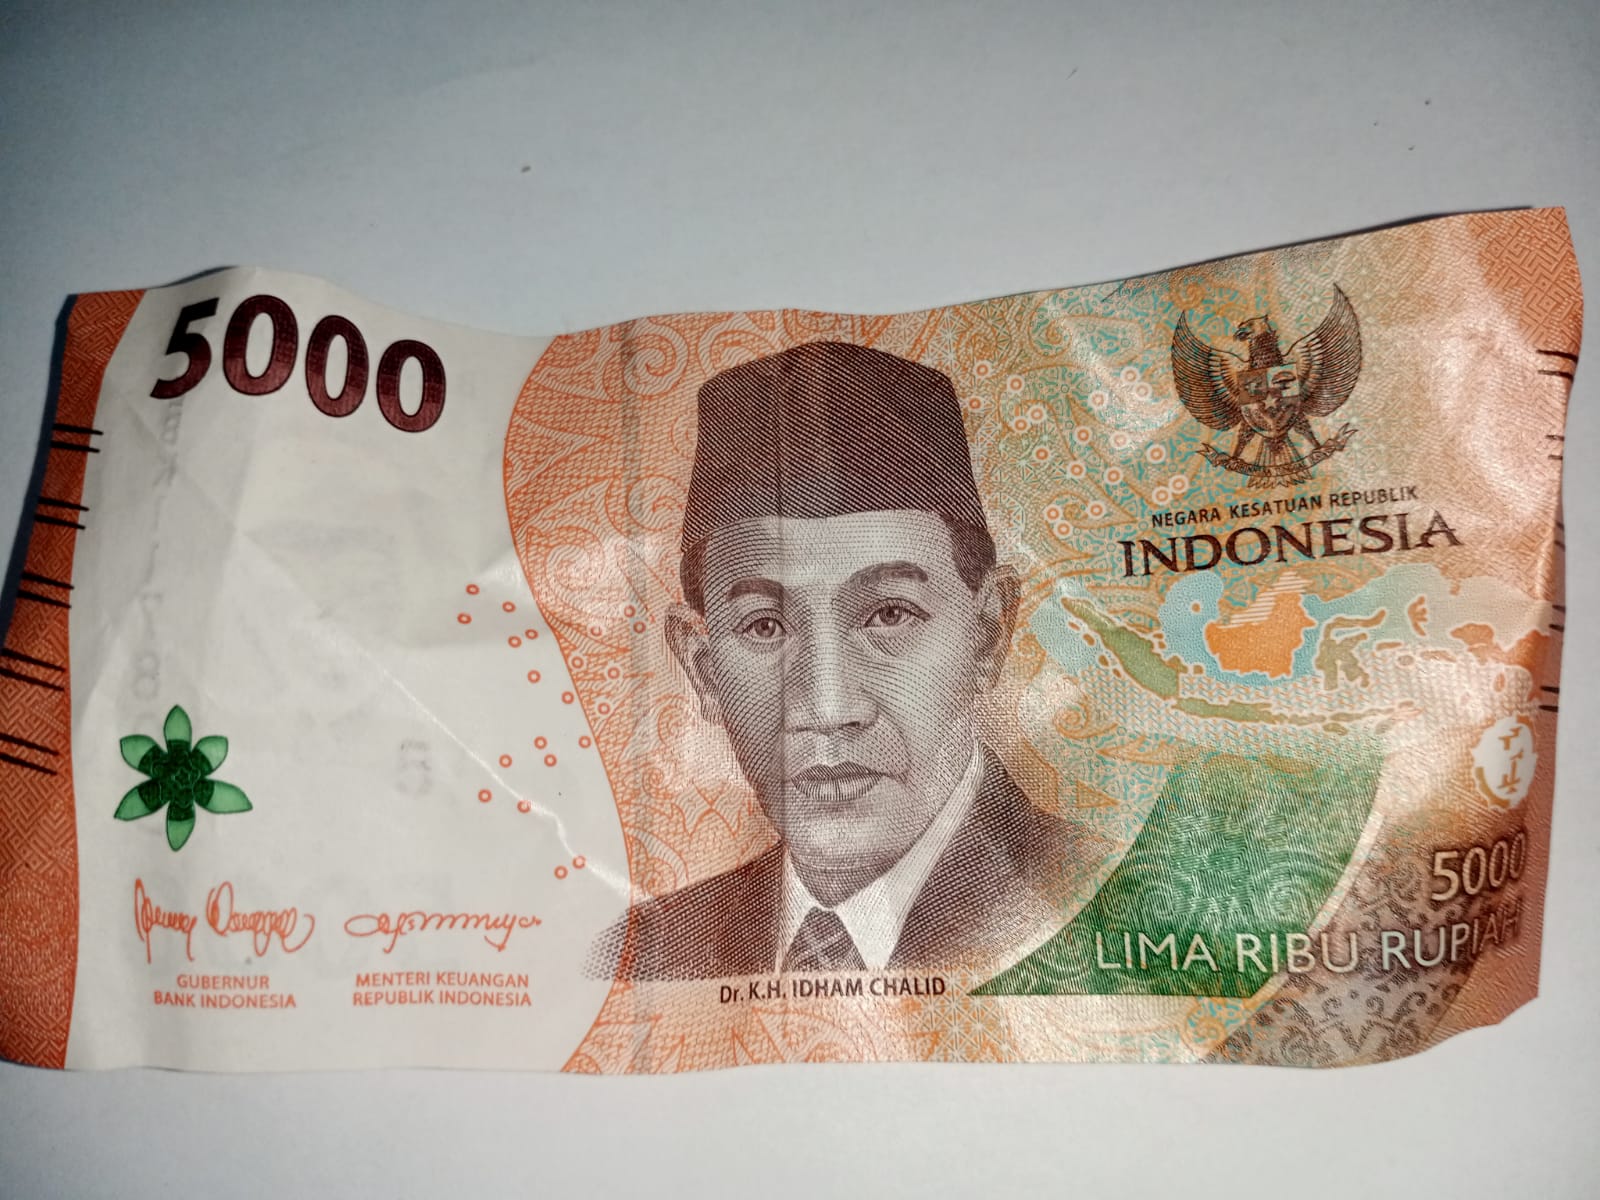 5000
NEGARA KESATUAN REPUBLIK
INDONESIA
GUBERNUR
BANK INDONESIA
MENTERI KEUANGAN
REPUBLIK INDONESIA
Dr. K.H. IDHAM CHALID
5000
LIMA RIBU RUPIAH